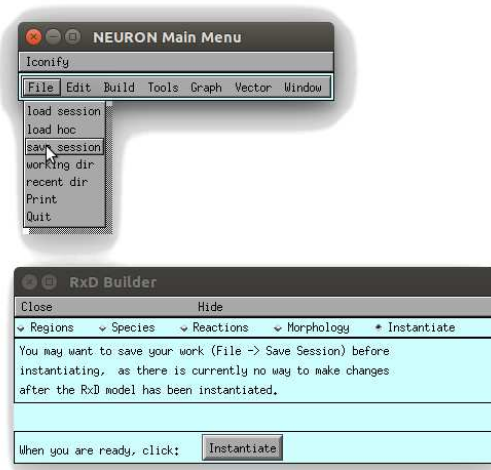 NEURON Main Menu
Iconify
File Edit Build Tools Graph Vector Window
load session
load hoc
save session
working dir
recent dir
Print
Quit
RxD Builder
Close Hide
Regions Species Reactions Morphology Instantiate
You may want to save your work (File -> Save Session) before
instantiating, as there is currently no way to make changes
after the RxD model has been instantiated.
When you are ready, click: Instantiate